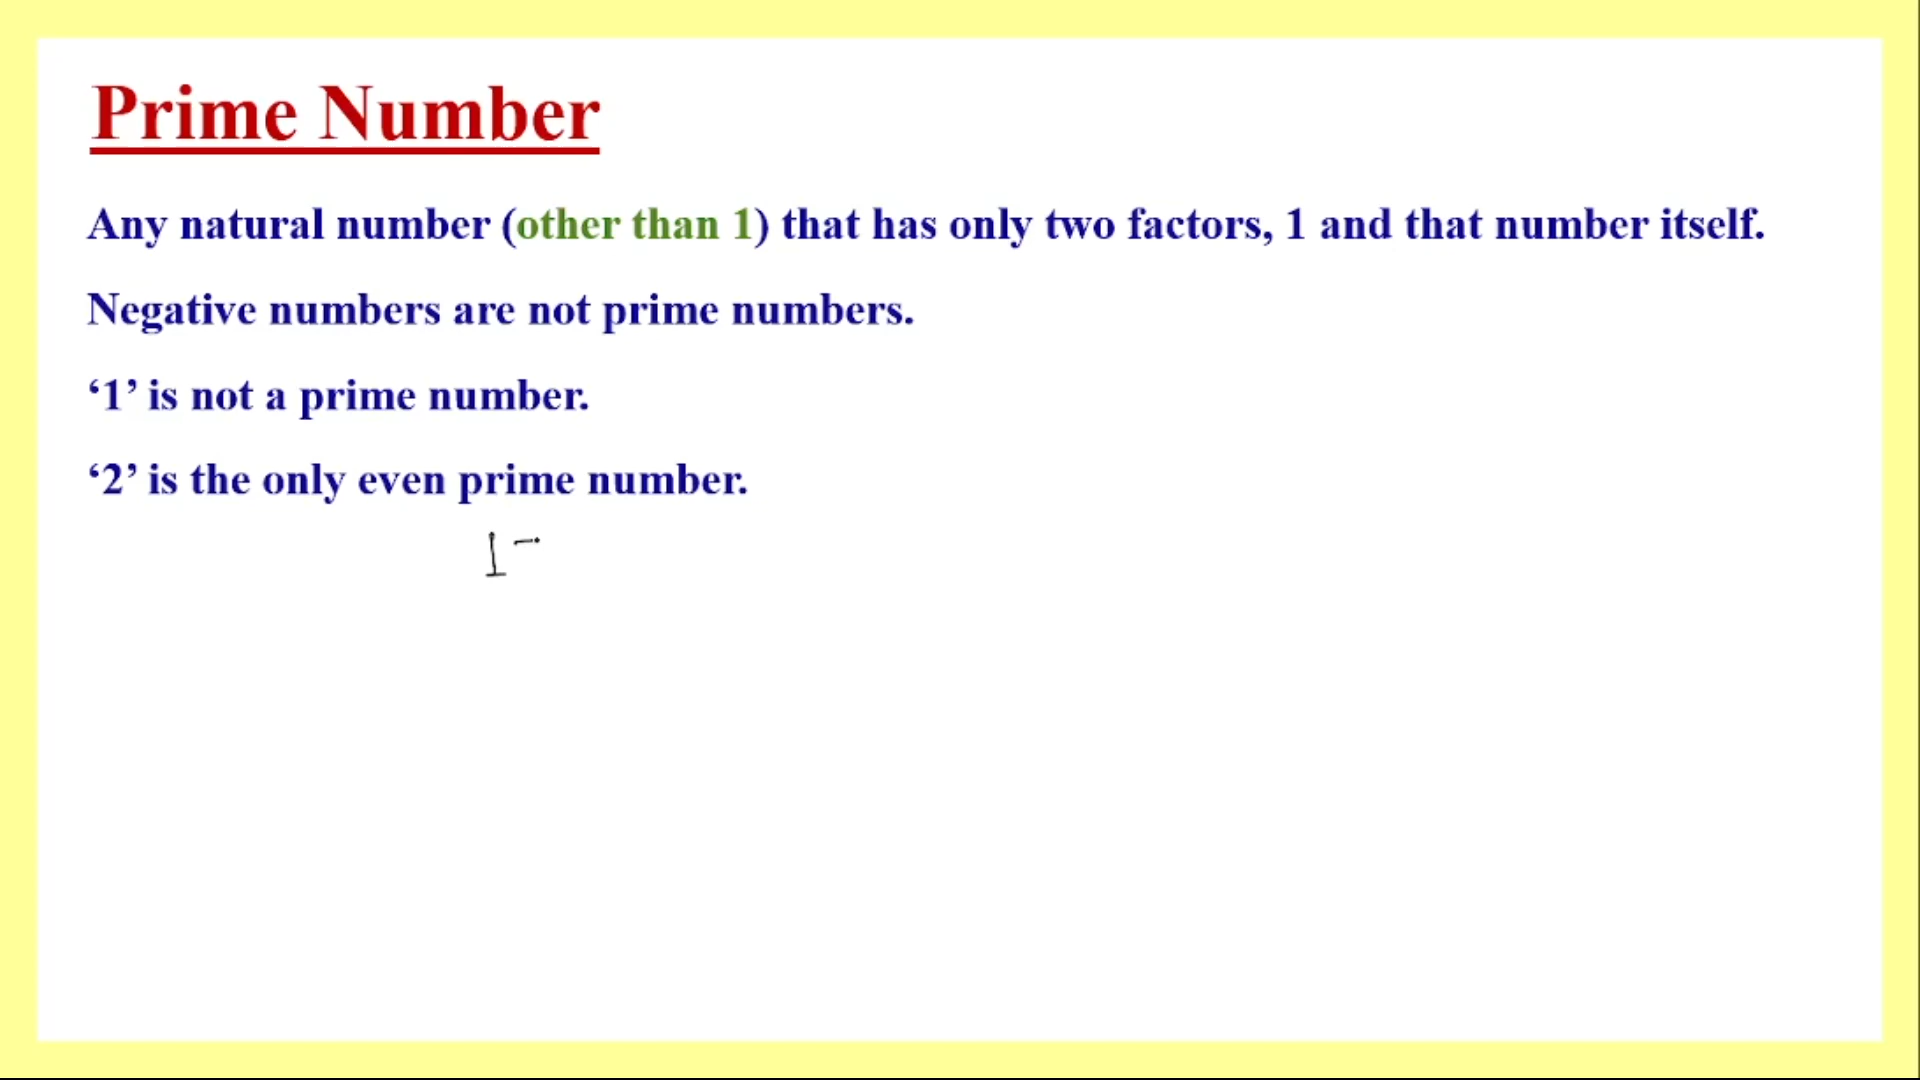 Prime Number
Any natural number (other than 1) that has only two factors, 1 and that number itself.
Negative numbers are not prime numbers.
‘1’ is not a prime number.
‘2’ is the only even prime number.
1